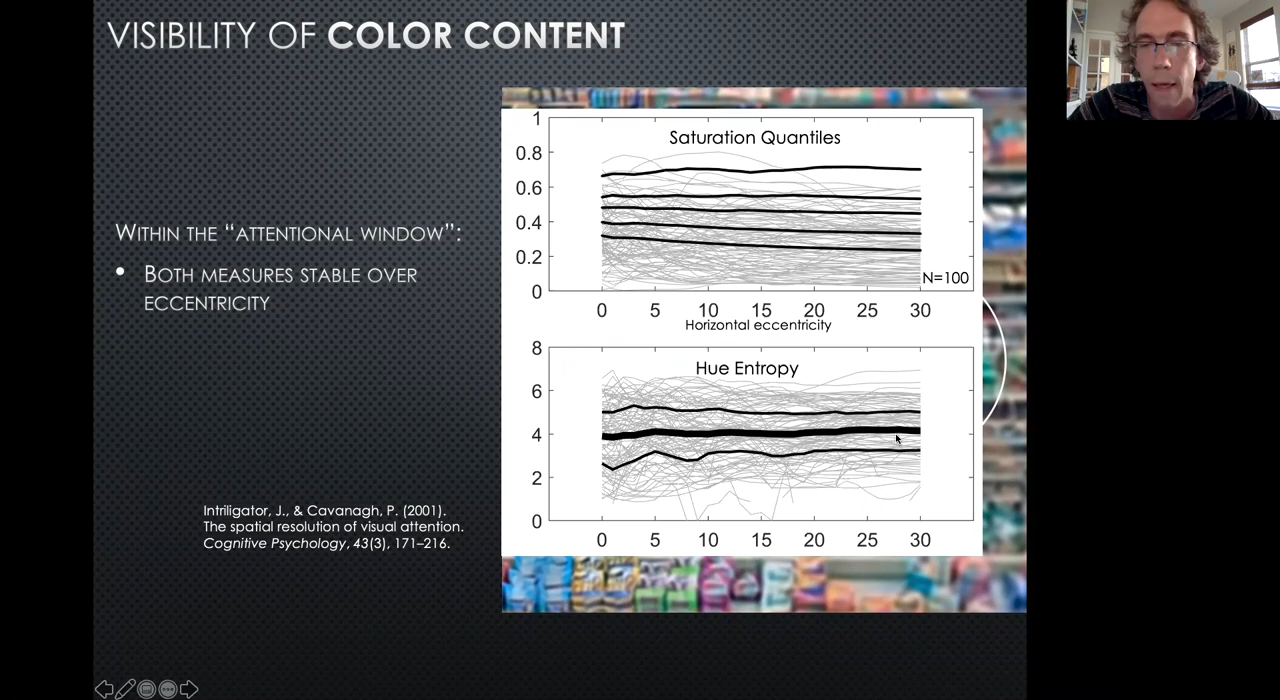 VISIBILITY OF COLOR CONTENT
WITHIN THE “ATTENTIONAL WINDOW”:
• BOTH MEASURES STABLE OVER
ECCENTRICITY
Intriligator, J., & Cavanagh, P. (2001).
The spatial resolution of visual attention.
Cognitive Psychology, 43(3), 171–216.
Saturation Quantiles
1
0.8
0.6
0.4
0.2
0
N=100
0 5 10 15 20 25 30
Horizontal eccentricity
Hue Entropy
8
6
4
2
0
0 5 10 15 20 25 30